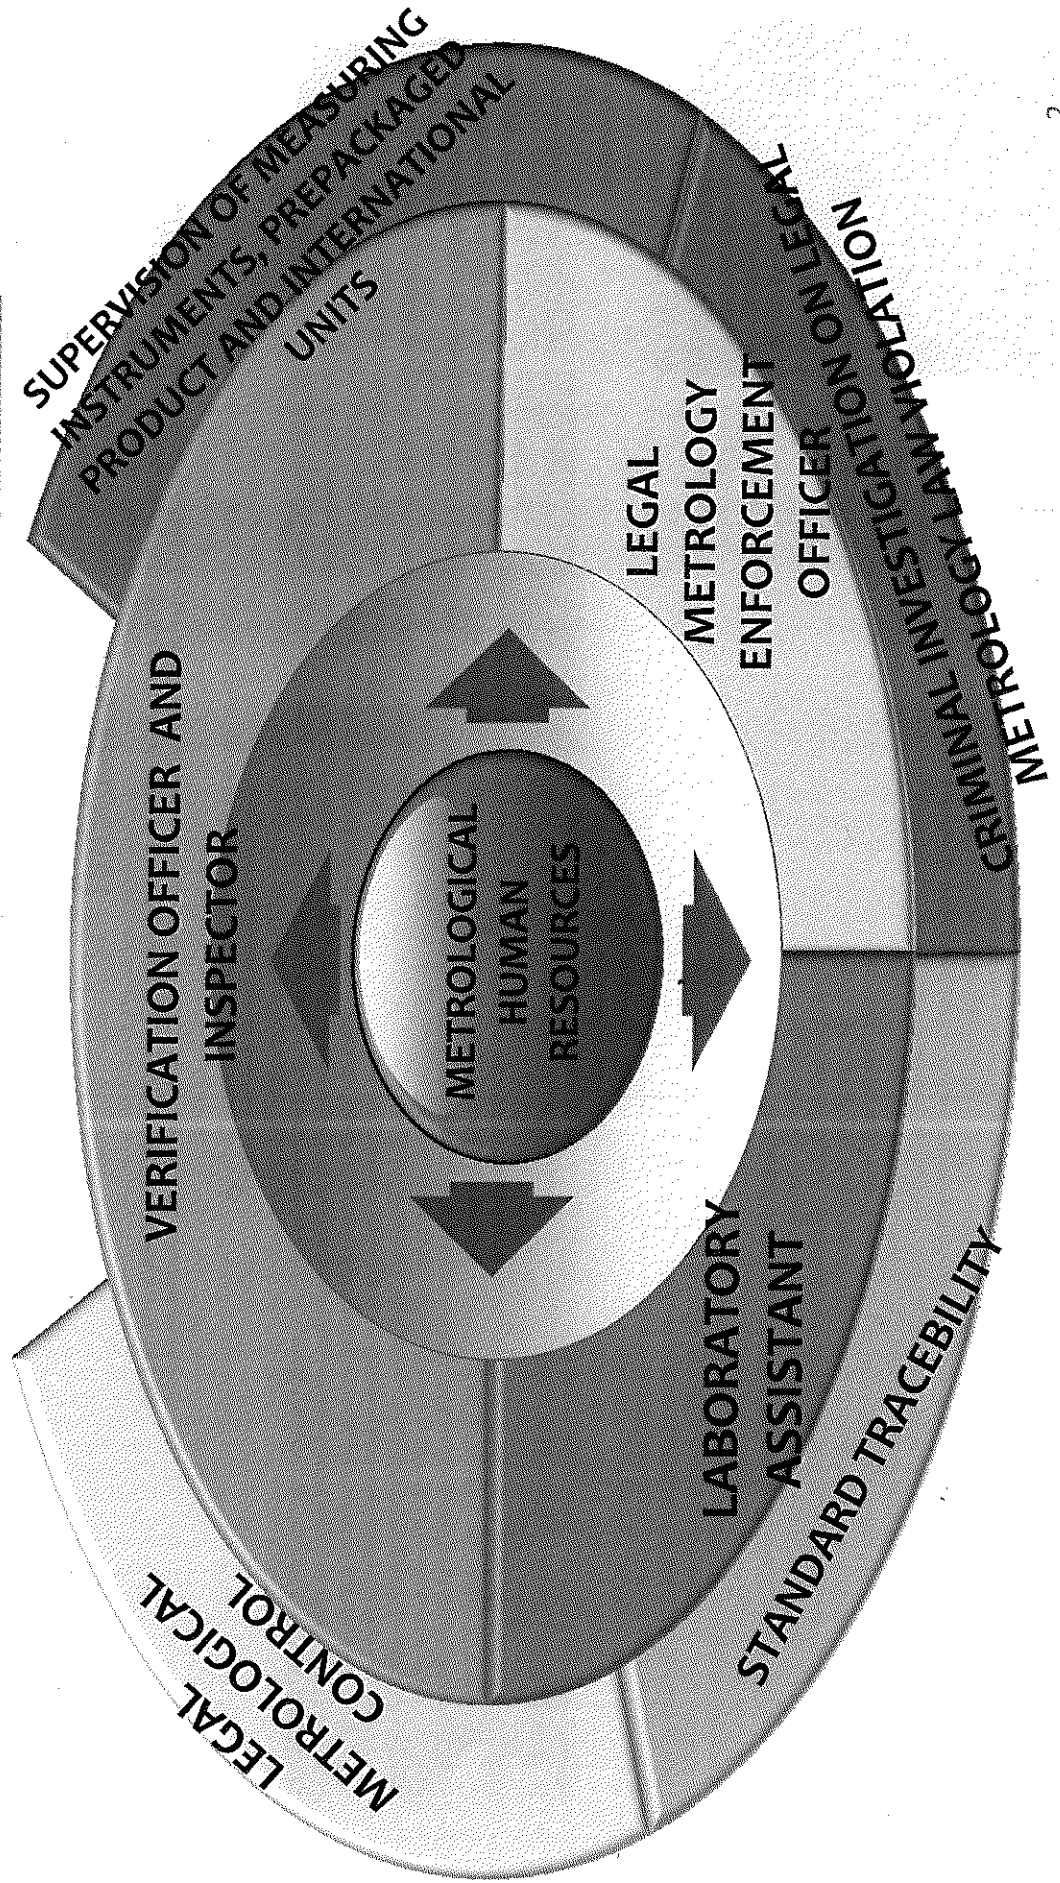 VERIFICATION OFFICER AND
INSPECTOR
SUPERVISION OF MEASURING
INSTRUMENTS, PREPACKAGED
PRODUCT AND INTERNATIONAL
UNITS
LEGAL
METROLOGICAL
CONTROL
METROLOGICAL
HUMAN
RESOURCES
LABORATORY
ASSISTANT
LEGAL
METROLOGY
ENFORCEMENT
OFFICER
STANDARD TRACEBILITY
CRIMINAL INVESTIGATION ON LEGAL
METROLOGY LAW VIOLATION